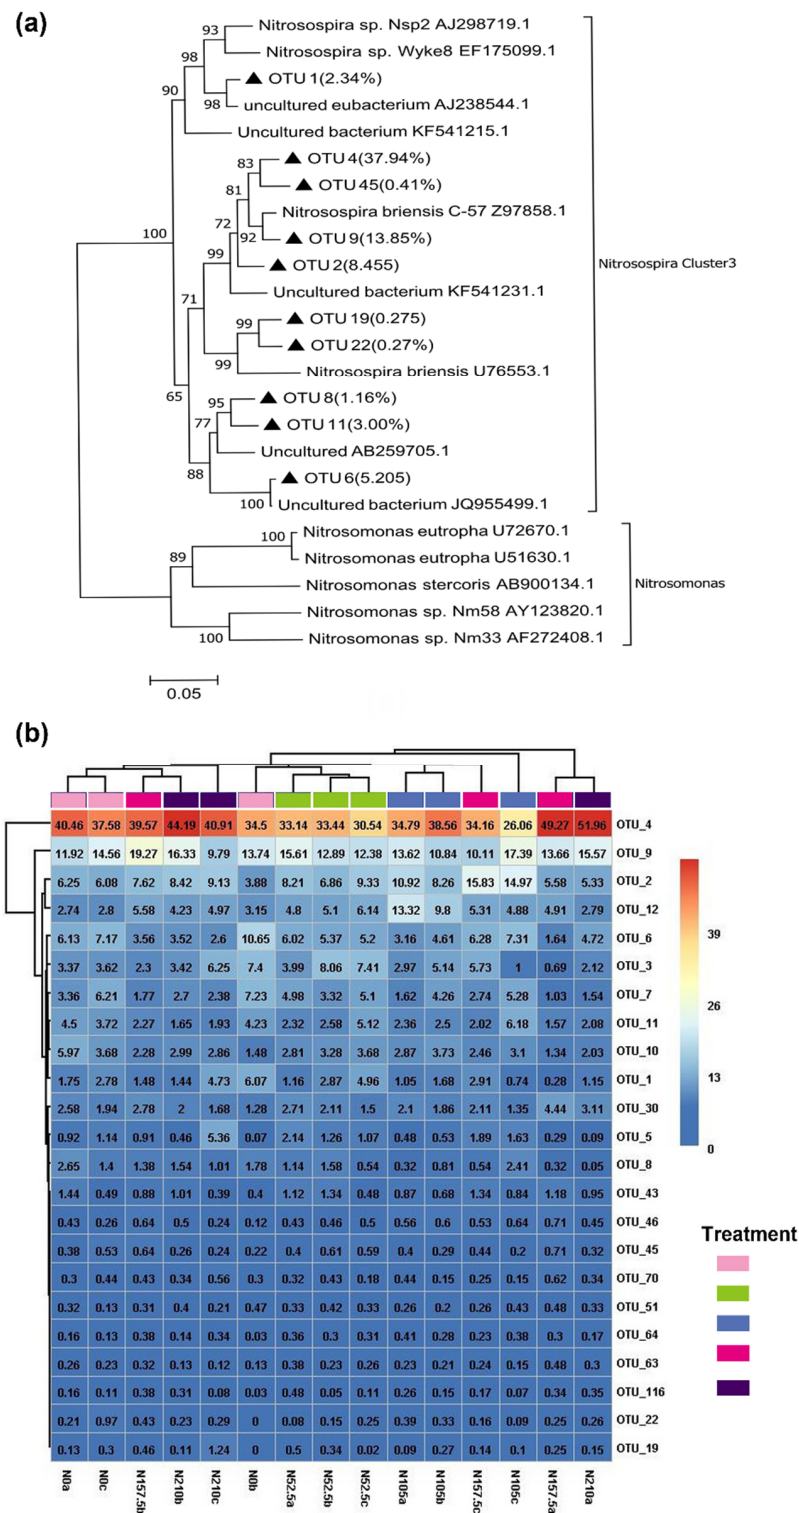 (a)
93
Nitrosospira sp. Nsp2 AJ298719.1
98
Nitrosospira sp. Wyke8 EF175099.1
90
OTU 1(2.34%)
98
uncultured eubacterium AJ238544.1
Uncultured bacterium KF541215.1
83
OTU 4(37.94%)
81
OTU 45(0.41%)
Nitrosospira briensis C-57 Z97858.1
72
92
OTU 9(13.85%)
100
99
OTU 2(8.455)
Nitrosospira Cluster3
Uncultured bacterium KF541231.1
71
OTU 19(0.275)
99
OTU 22(0.27%)
99
Nitrosospira briensis U76553.1
65
95
OTU 8(1.16%)
77
OTU 11(3.00%)
Uncultured AB259705.1
88
OTU 6(5.205)
100
Uncultured bacterium JQ955499.1
Nitrosomonas eutropha U72670.1
100
89
Nitrosomonas eutropha U51630.1
Nitrosomonas stercoris AB900134.1
Nitrosomonas
Nitrosomonas sp. Nm58 AY123820.1
100
Nitrosomonas sp. Nm33 AF272408.1
0.05
(b)
40.46 37.58 39.57 44.19 40.91 34.5 33.14 33.44 30.54 34.79 38.56 34.16 26.06 49.27 51.96 OTU_4
11.92 14.56 19.27 16.33 9.79 13.74 15.61 12.89 12.38 13.62 10.84 10.11 17.39 13.66 15.57 OTU_9
6.25 6.08 7.62 8.42 9.13 3.88 8.21 6.86 9.33 10.92 8.26 15.83 14.97 5.58 5.33 OTU_2
2.74 2.8 5.58 4.23 4.97 3.15 4.8 5.1 6.14 13.32 9.8 5.31 4.88 4.91 2.79 OTU_12
6.13 7.17 3.56 3.52 2.6 10.65 6.02 5.37 5.2 3.16 4.61 6.28 7.31 1.64 4.72 OTU_6
3.37 3.62 2.3 3.42 6.25 7.4 3.99 8.06 7.41 2.97 5.14 5.73 1 0.69 2.12 OTU_3
3.36 6.21 1.77 2.7 2.38 7.23 4.98 3.32 5.1 1.62 4.26 2.74 5.28 1.03 1.54 OTU_7
4.5 3.72 2.27 1.65 1.93 4.23 2.32 2.58 5.12 2.36 2.5 2.02 6.18 1.57 2.08 OTU_11
5.97 3.68 2.28 2.99 2.86 1.48 2.81 3.28 3.68 2.87 3.73 2.46 3.1 1.34 2.03 OTU_10
1.75 2.78 1.48 1.44 4.73 6.07 1.16 2.87 4.96 1.05 1.68 2.91 0.74 0.28 1.15 OTU_1
2.58 1.94 2.78 2 1.68 1.28 2.71 2.11 1.5 2.1 1.86 2.11 1.35 4.44 3.11 OTU_30
0.92 1.14 0.91 0.46 5.36 0.07 2.14 1.26 1.07 0.48 0.53 1.89 1.63 0.29 0.09 OTU_5
2.65 1.4 1.38 1.54 1.01 1.78 1.14 1.58 0.54 0.32 0.81 0.54 2.41 0.32 0.05 OTU_8
1.44 0.49 0.88 1.01 0.39 0.4 1.12 1.34 0.48 0.87 0.68 1.34 0.84 1.18 0.95 OTU_43
0.43 0.26 0.64 0.5 0.24 0.12 0.43 0.46 0.5 0.56 0.6 0.53 0.64 0.71 0.45 OTU_46
0.38 0.53 0.64 0.26 0.24 0.22 0.4 0.61 0.59 0.4 0.29 0.44 0.2 0.71 0.32 OTU_45
0.3 0.44 0.43 0.34 0.56 0.3 0.32 0.43 0.18 0.44 0.15 0.25 0.15 0.62 0.34 OTU_70
0.32 0.13 0.31 0.4 0.21 0.47 0.33 0.42 0.33 0.26 0.2 0.26 0.43 0.48 0.33 OTU_51
0.16 0.13 0.38 0.14 0.34 0.03 0.36 0.3 0.31 0.41 0.28 0.23 0.38 0.3 0.17 OTU_64
0.26 0.23 0.32 0.13 0.12 0.13 0.38 0.23 0.26 0.23 0.21 0.24 0.15 0.48 0.3 OTU_63
0.16 0.11 0.38 0.31 0.08 0.03 0.48 0.05 0.11 0.26 0.15 0.17 0.07 0.34 0.35 OTU_116
0.21 0.97 0.43 0.23 0.29 0 0.08 0.15 0.25 0.39 0.33 0.16 0.09 0.25 0.26 OTU_22
0.13 0.3 0.46 0.11 1.24 0 0.5 0.34 0.02 0.09 0.27 0.14 0.1 0.25 0.15 OTU_19
N0a N0c N157.5b N210b N210c N0b N52.5a N52.5b N52.5c N105a N105b N157.5c N105c N157.5a N210a
39
26
13
0
Treatment